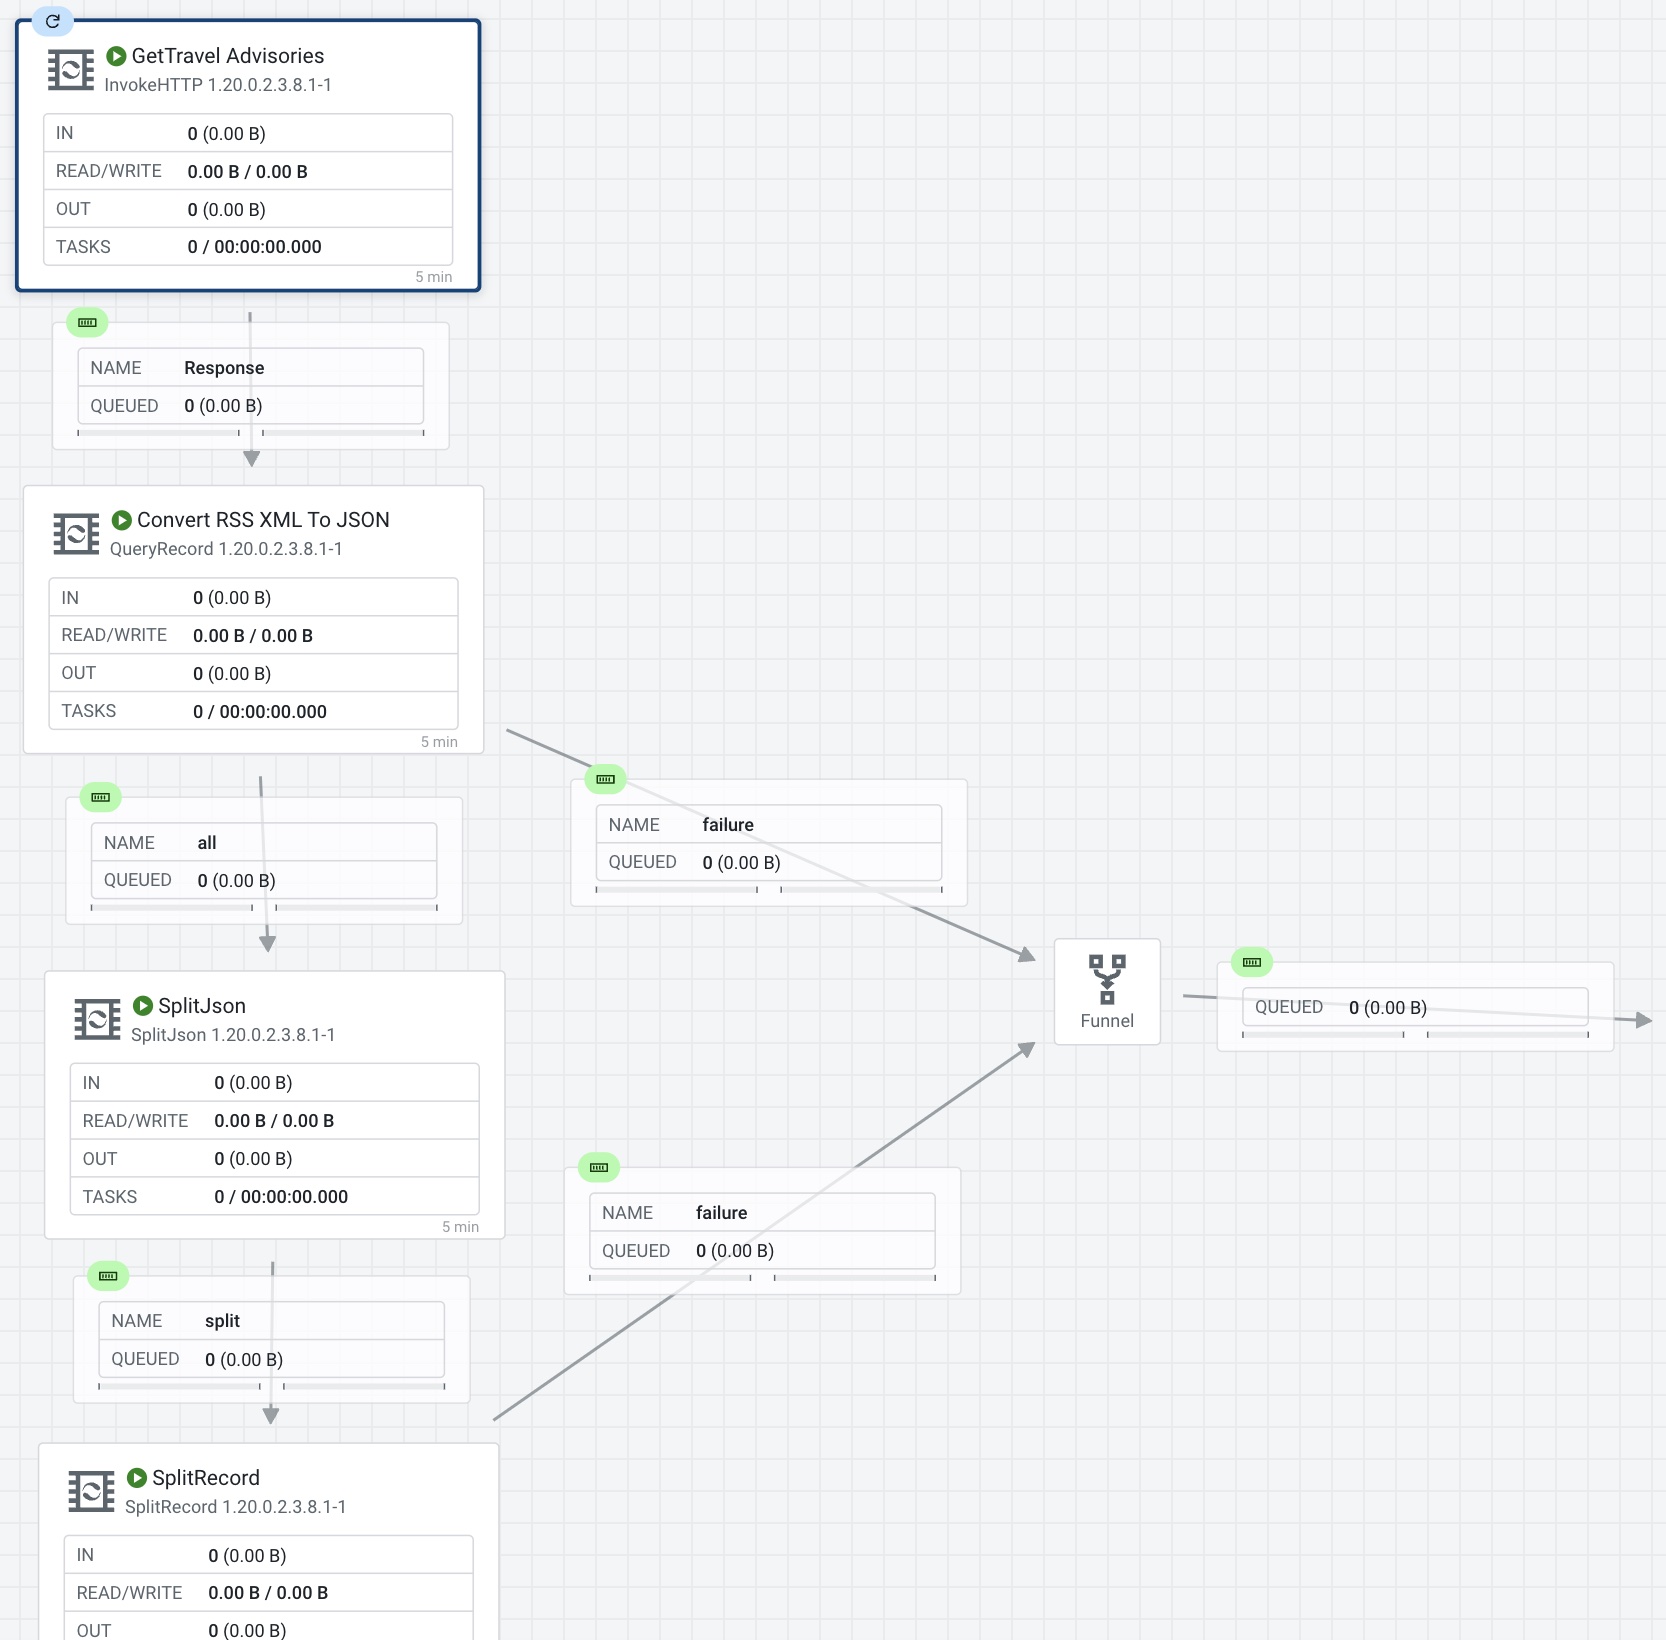 GetTravel Advisories
InvokeHTTP 1.20.0.2.3.8.1-1
IN 0 (0.00 B)
READ/WRITE 0.00 B / 0.00 B
OUT 0 (0.00 B)
TASKS 0 / 00:00:00.000
5 min
NAME Response
QUEUED 0 (0.00 B)
Convert RSS XML To JSON
QueryRecord 1.20.0.2.3.8.1-1
IN 0 (0.00 B)
READ/WRITE 0.00 B / 0.00 B
OUT 0 (0.00 B)
TASKS 0 / 00:00:00.000
5 min
NAME all
QUEUED 0 (0.00 B)
NAME failure
QUEUED 0 (0.00 B)
Funnel
QUEUED 0 (0.00 B)
SplitJson
SplitJson 1.20.0.2.3.8.1-1
IN 0 (0.00 B)
READ/WRITE 0.00 B / 0.00 B
OUT 0 (0.00 B)
TASKS 0 / 00:00:00.000
5 min
NAME failure
QUEUED 0 (0.00 B)
NAME split
QUEUED 0 (0.00 B)
SplitRecord
SplitRecord 1.20.0.2.3.8.1-1
IN 0 (0.00 B)
READ/WRITE 0.00 B / 0.00 B
OUT 0 (0.00 B)